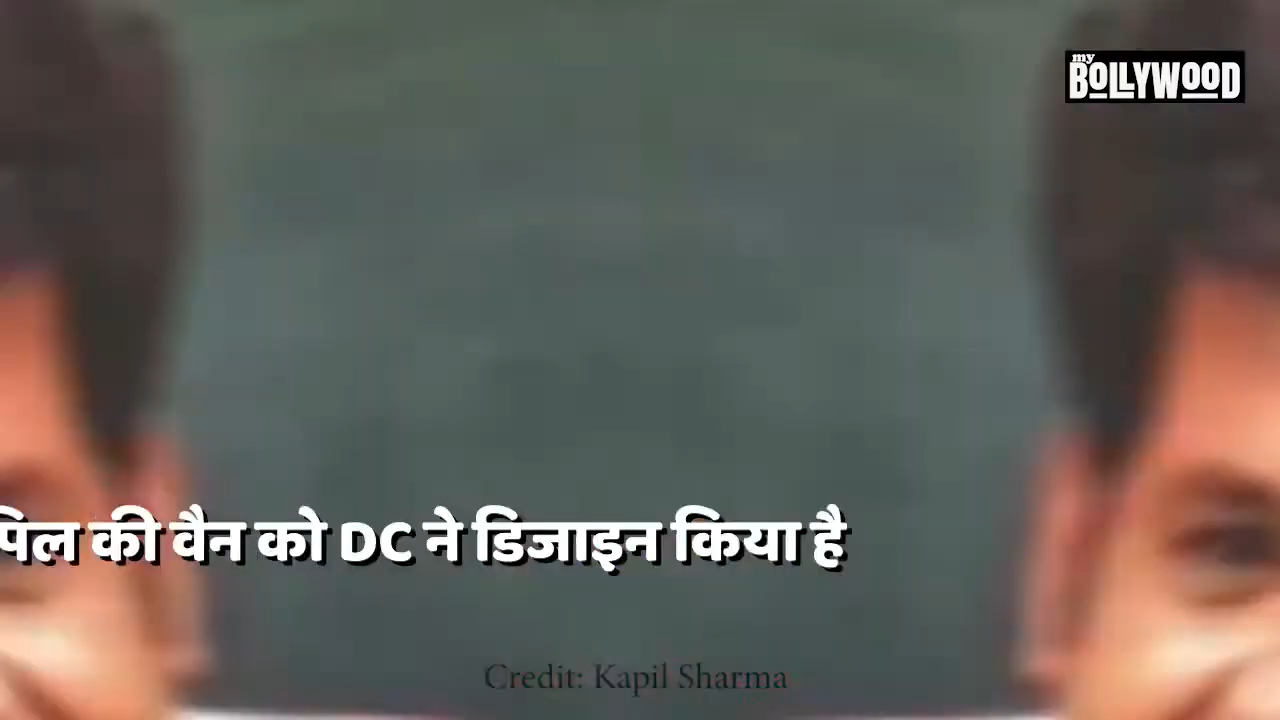 my
BOLLYWOOD
पिल की वैन को DC ने डिजाइन किया है
Credit: Kapil Sharma